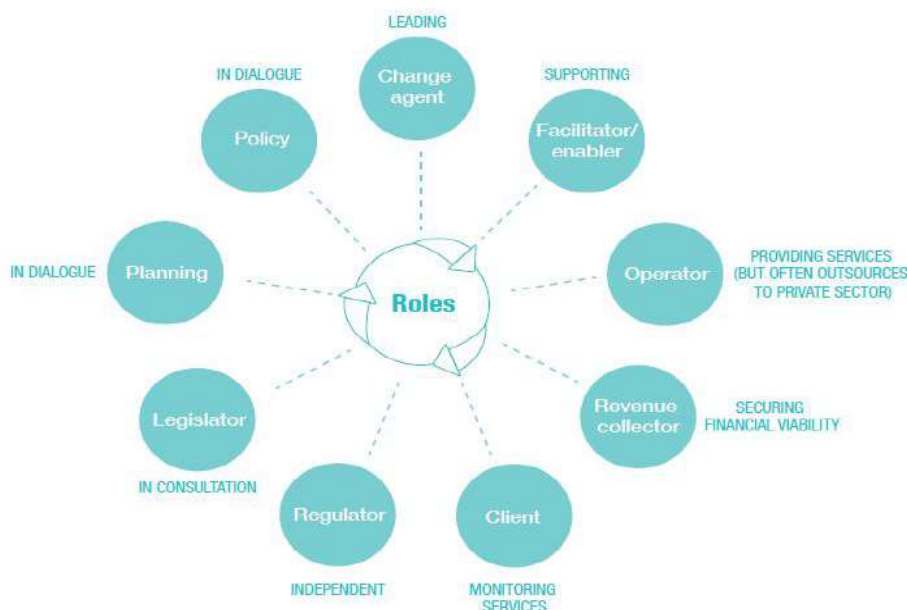 LEADING
Change
agent
SUPPORTING
Facilitator/
enabler
Operator
PROVIDING SERVICES
(BUT OFTEN OUTSOURCES
TO PRIVATE SECTOR)
Revenue
collector
SECURING
FINANCIAL VIABILITY
Client
MONITORING
SERVICES
Regulator
INDEPENDENT
Legislator
IN CONSULTATION
IN DIALOGUE
Planning
IN DIALOGUE
Policy
Roles